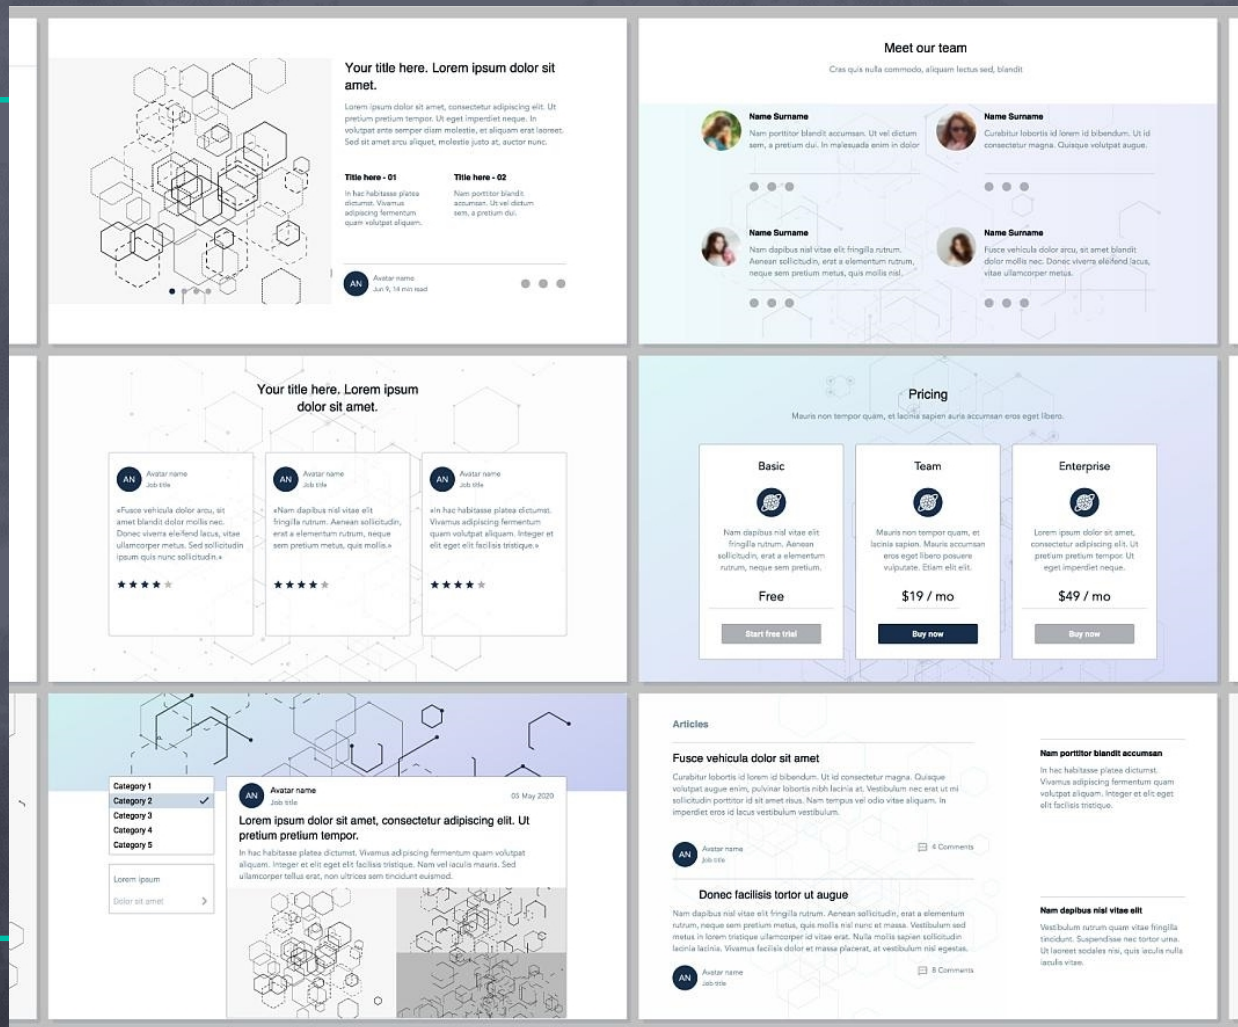 Your title here. Lorem ipsum dolor sit
amet.
Lorem ipsum dolor sit amet, consectetur adipiscing elit. Ut
pretium pretium tempor. Ut eget imperdiet neque. In
volutpat ante semper diam molestie, et aliquam erat laoreet.
Sed sit amet arcu aliquet, molestie justo at, auctor nunc.
Title here - 01
In hac habitasse platea
dictumst. Vivamus
adipiscing fermentum
quam volutpat aliquam.
Title here - 02
Nam porttitor blandit
accumsan. Ut vel dictum
sem, a pretium dui.
AN
Avatar name
Jun 9, 14 min read
Meet our team
Cras quis nulla commodo, aliquam lectus sed, blandit
Name Surname
Nam porttitor blandit accumsan. Ut vel dictum
sem, a pretium dui. In malesuada enim in dolor
Name Surname
Curabitur lobortis id lorem id bibendum. Ut id
consectetur magna. Quisque volutpat augue.
Name Surname
Nam dapibus nisl vitae elit fringilla rutrum.
Aenean sollicitudin, erat a elementum rutrum,
neque sem pretium metus, quis mollis nisl.
Name Surname
Fusce vehicula dolor arcu, sit amet blandit
dolor mollis nec. Donec viverra eleifend lacus,
vitae ullamcorper metus.
Your title here. Lorem ipsum
dolor sit amet.
AN
Avatar name
Job title
«Fusce vehicula dolor arcu, sit
amet blandit dolor mollis nec.
Donec viverra eleifend lacus, vitae
ullamcorper metus. Sed sollicitudin
ipsum quis nunc sollicitudin.»
AN
Avatar name
Job title
«Nam dapibus nisl vitae elit
fringilla rutrum. Aenean sollicitudin,
erat a elementum rutrum, neque
sem pretium metus, quis mollis.»
AN
Avatar name
Job title
«In hac habitasse platea dictumst.
Vivamus adipiscing fermentum
quam volutpat aliquam. Integer et
elit eget elit facilisis tristique.»
Pricing
Mauris non tempor quam, et lacinia sapien auris accumsan eros eget libero.
Basic
Nam dapibus nisl vitae elit
fringilla rutrum. Aenean
sollicitudin, erat a elementum
rutrum, neque sem pretium.
Free
Start free trial
Team
Mauris non tempor quam, et
lacinia sapien. Mauris accumsan
eros eget libero posuere
vulputate. Etiam elit elit.
$19 / mo
Buy now
Enterprise
Lorem ipsum dolor sit amet,
consectetur adipiscing elit. Ut
pretium pretium tempor. Ut
eget imperdiet neque.
$49 / mo
Buy now
Category 1
Category 2
Category 3
Category 4
Category 5
Lorem ipsum
Dolor sit amet
AN
Avatar name
Job title
05 May 2020
Lorem ipsum dolor sit amet, consectetur adipiscing elit. Ut
pretium pretium tempor.
In hac habitasse platea dictumst. Vivamus adipiscing fermentum quam volutpat
aliquam. Integer et elit eget elit facilisis tristique. Nam vel iaculis mauris. Sed
ullamcorper tellus erat, non ultrices sem tincidunt euismod.
Articles
Fusce vehicula dolor sit amet
Curabitur lobortis id lorem id bibendum. Ut id consectetur magna. Quisque
volutpat augue enim, pulvinar lobortis nibh lacinia at. Vestibulum nec erat ut mi
sollicitudin porttitor id sit amet risus. Nam tempus vel odio vitae aliquam. In
imperdiet eros id lacus vestibulum vestibulum.
AN
Avatar name
Job title
4 Comments
Donec facilisis tortor ut augue
Nam dapibus nisl vitae elit fringilla rutrum. Aenean sollicitudin, erat a elementum
rutrum, neque sem pretium metus, quis mollis nisl nunc et massa. Vestibulum sed
metus in lorem tristique ullamcorper id vitae erat. Nulla mollis sapien sollicitudin
lacinia lacinia. Vivamus facilisis dolor et massa placerat, at vestibulum nisl egestas.
AN
Avatar name
Job title
8 Comments
Nam porttitor blandit accumsan
In hac habitasse platea dictumst.
Vivamus adipiscing fermentum quam
volutpat aliquam. Integer et elit eget
elit facilisis tristique.
Nam dapibus nisl vitae elit
Vestibulum rutrum quam vitae fringilla
tincidunt. Suspendisse nec tortor urna.
Ut laoreet sodales nisi, quis iaculis nulla
iaculis vitae.